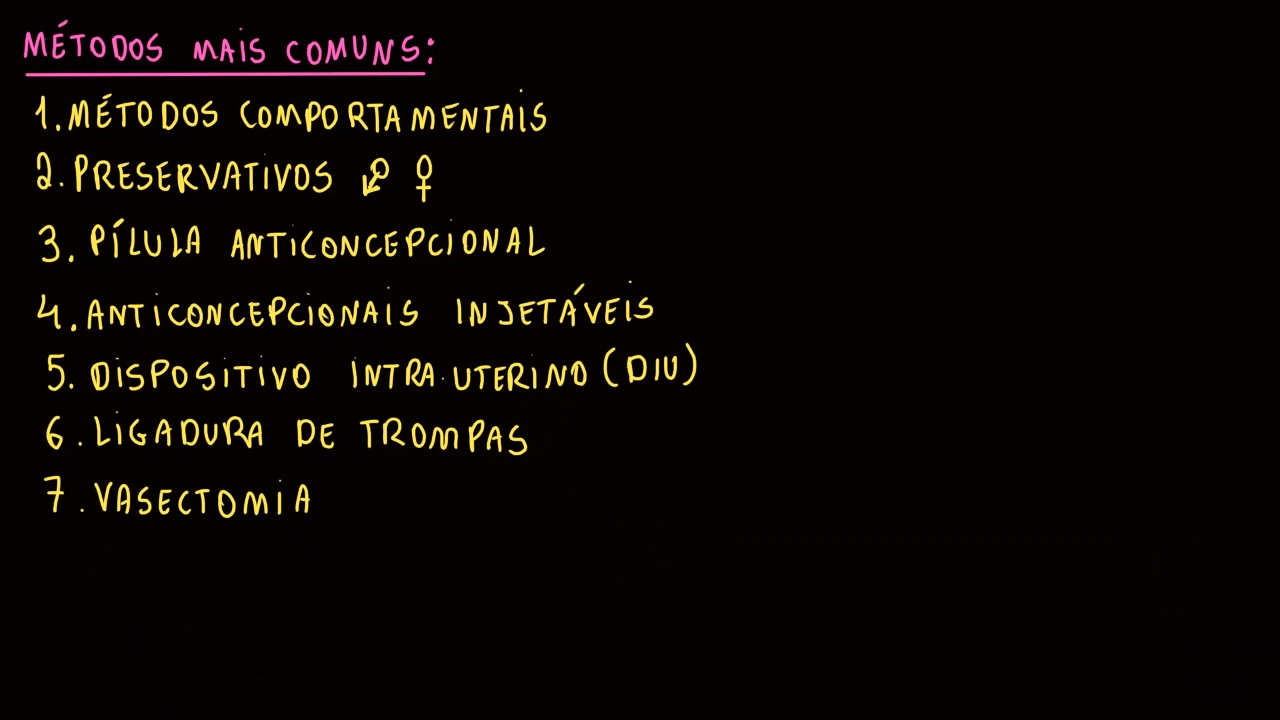 MÉTODOS MAIS COMUNS:
1. MÉTODOS COMPORTAMENTAIS
2. PRESERVATIVOS ♂ ♀
3. PÍLULA ANTICONCEPCIONAL
4. ANTICONCEPCIONAIS INJETÁVEIS
5. DISPOSITIVO INTRA-UTERINO (DIU)
6. LIGADURA DE TROMPAS
7. VASECTOMIA